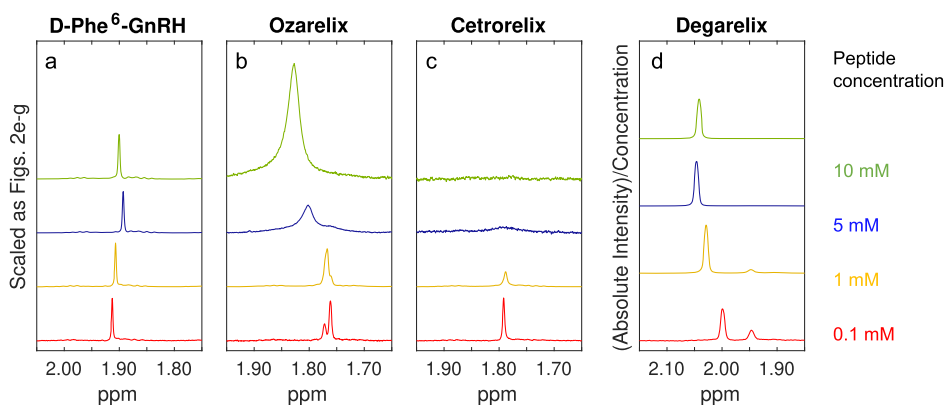 D-Phe⁶-GnRH
Ozarelix
Cetrorelix
Degarelix
a
b
c
d
Peptide
concentration
Scaled as Figs. 2e-g
(Absolute Intensity)/Concentration
10 mM
5 mM
1 mM
0.1 mM
2.00 1.90 1.80
1.90 1.80 1.70
1.90 1.80 1.70
2.10 2.00 1.90
ppm
ppm
ppm
ppm